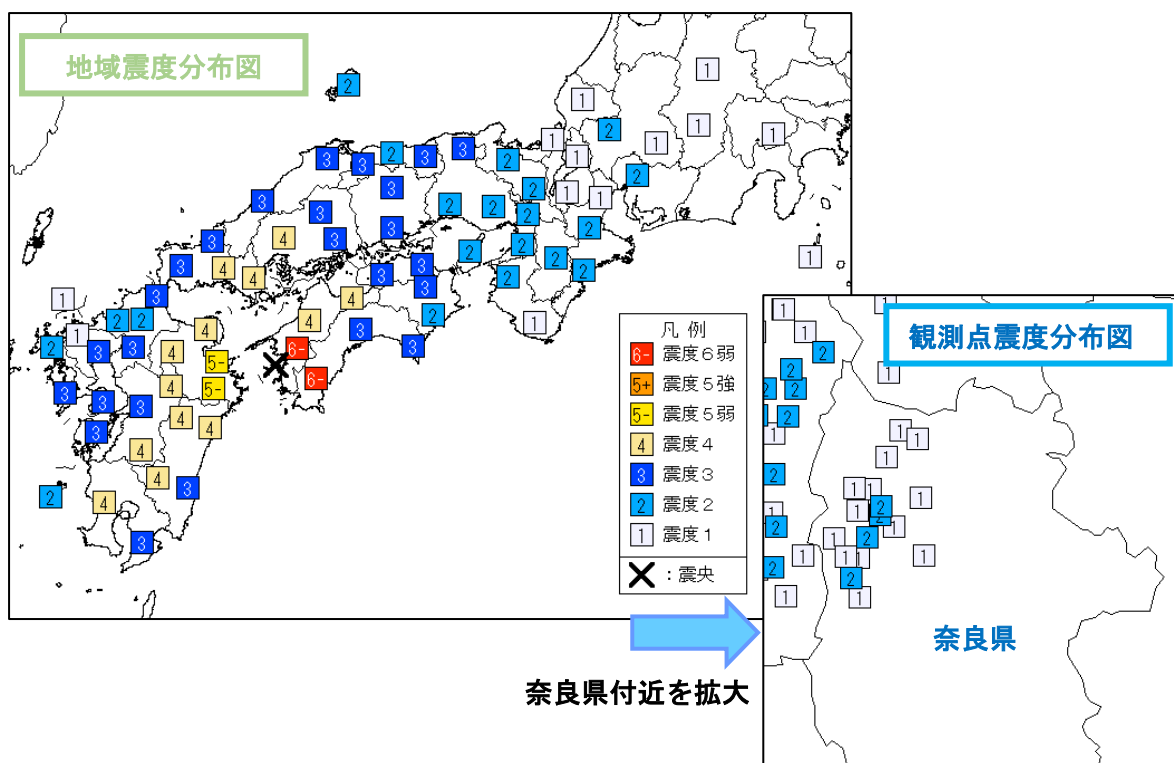 地域震度分布図
観測点震度分布図
凡例
6- 震度６弱
5+ 震度５強
5- 震度５弱
4 震度４
3 震度３
2 震度２
1 震度１
：震央
奈良県
奈良県付近を拡大